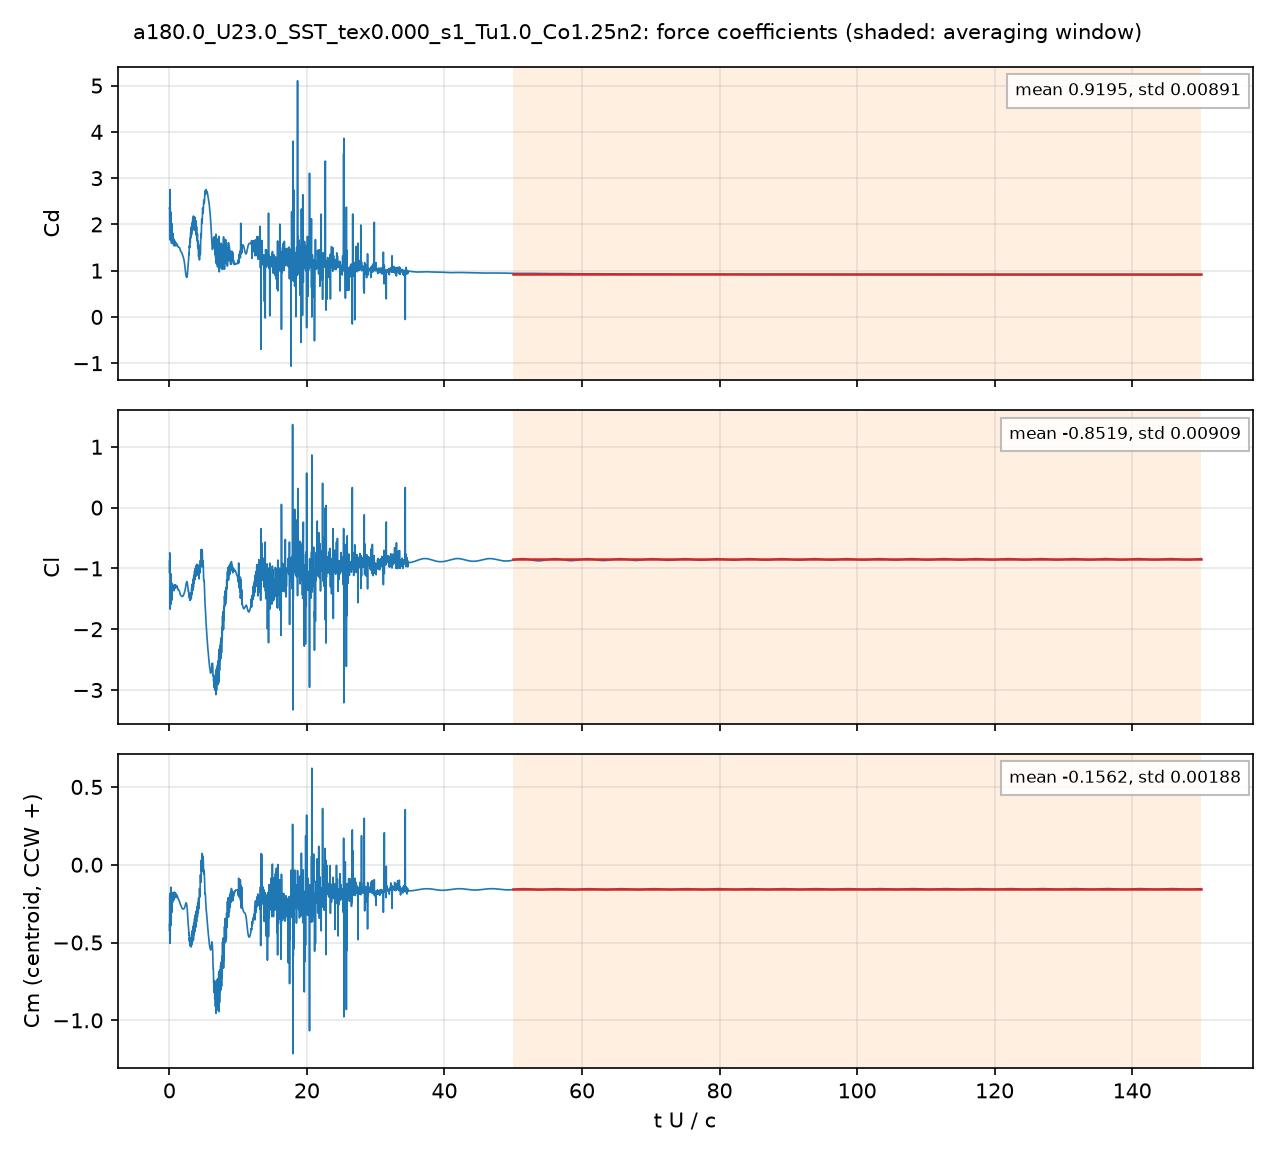 a180.0_U23.0_SST_tex0.000_s1_Tu1.0_Co1.25n2: force coefficients (shaded: averaging window)
mean 0.9195, std 0.00891
Cd
5
4
3
2
1
0
−1
mean -0.8519, std 0.00909
Cl
1
0
−1
−2
−3
mean -0.1562, std 0.00188
Cm (centroid, CCW +)
0.5
0.0
−0.5
−1.0
0 20 40 60 80 100 120 140
t U / c